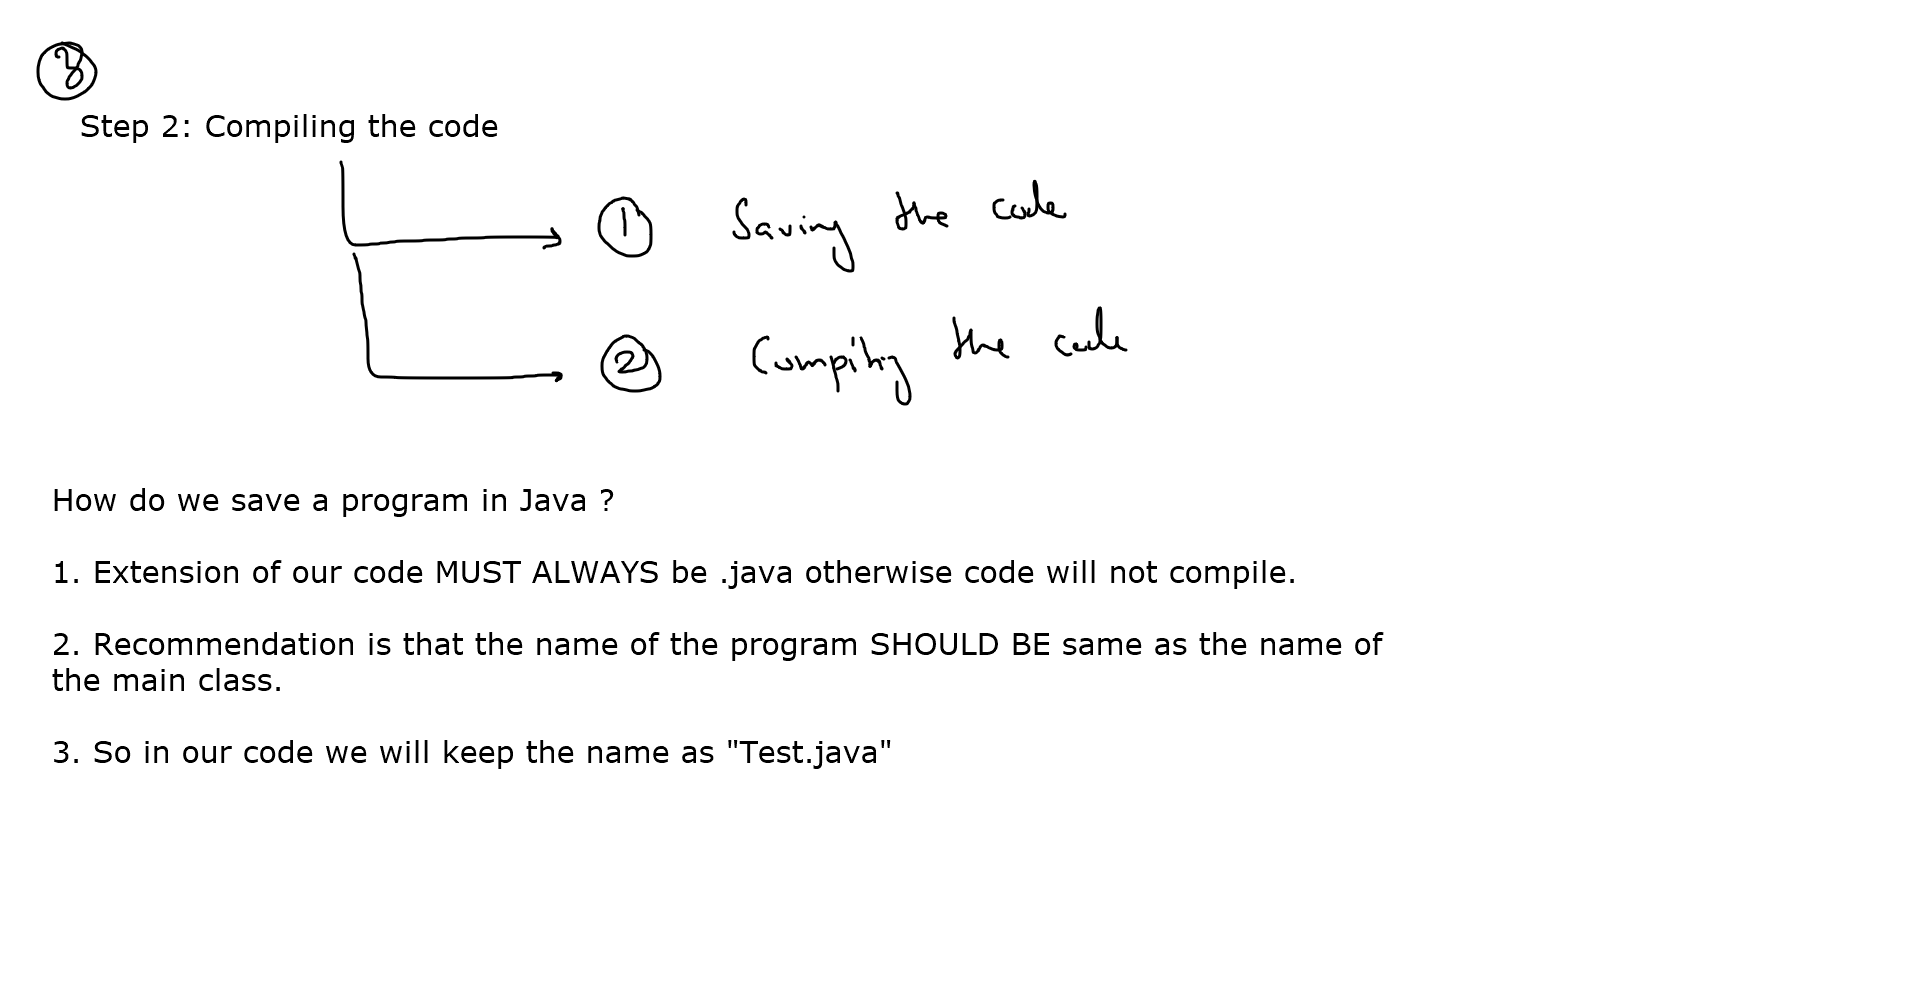 3
Step 2: Compiling the code
1 Saving the code
2 Compiling the code
How do we save a program in Java ?
1. Extension of our code MUST ALWAYS be .java otherwise code will not compile.
2. Recommendation is that the name of the program SHOULD BE same as the name of
the main class.
3. So in our code we will keep the name as "Test.java"